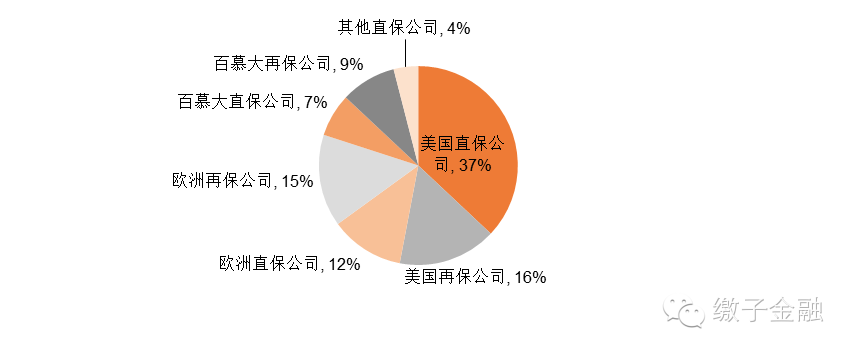 其他直保公司, 4%
百慕大再保公司, 9%
百慕大直保公司, 7%
美国直保公
司, 37%
欧洲再保公司, 15%
欧洲直保公司, 12%
美国再保公司, 16%
缴子金融